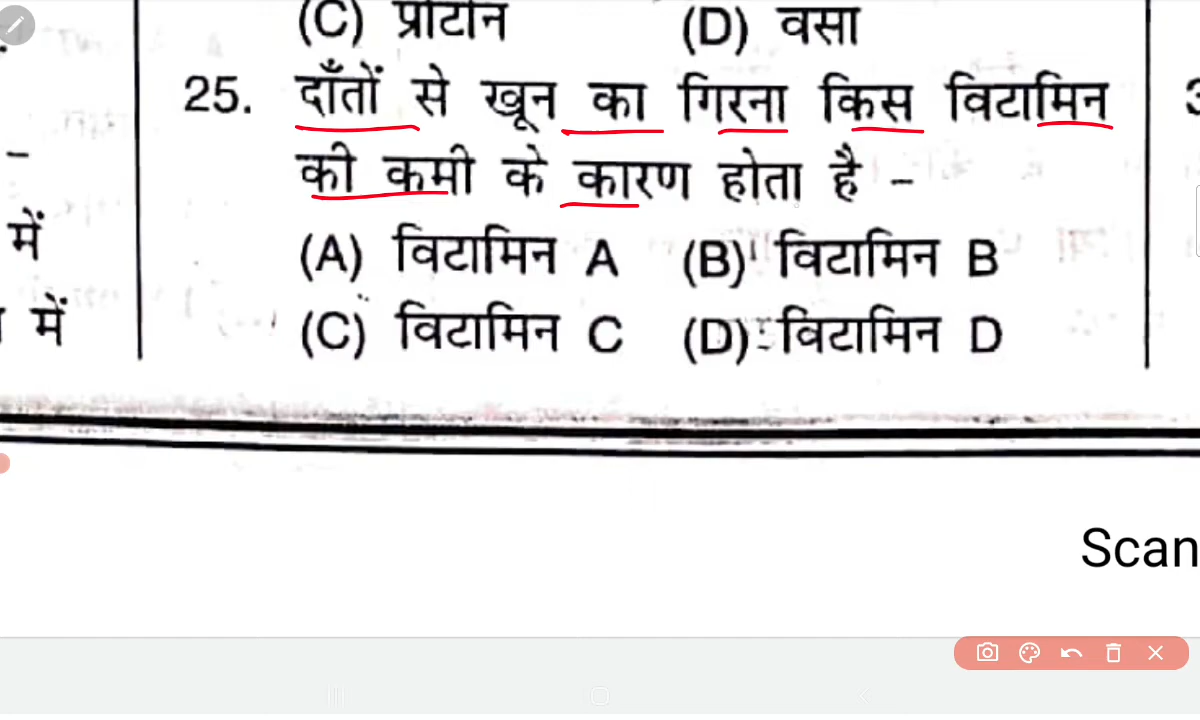 (C) प्रोटीन (D) वसा
25. दाँतों से खून का गिरना किस विटामिन
की कमी के कारण होता है –
(A) विटामिन A (B) विटामिन B
(C) विटामिन C (D) विटामिन D
में
में
Scan